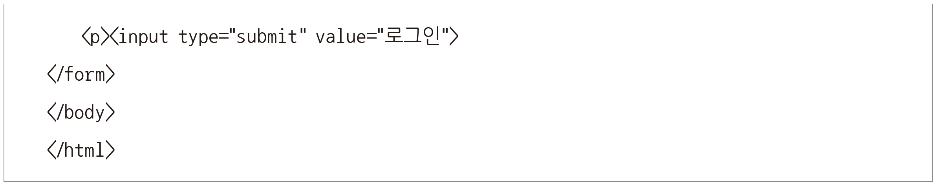 <p><input type="submit" value="로그인">
</form>
</body>
</html>